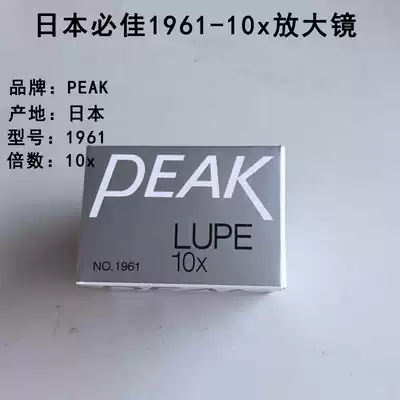 日本必佳1961-10x放大镜
品牌：PEAK
产地：日本
型号：1961
倍数：10x
PEAK
LUPE
NO.1961
10x